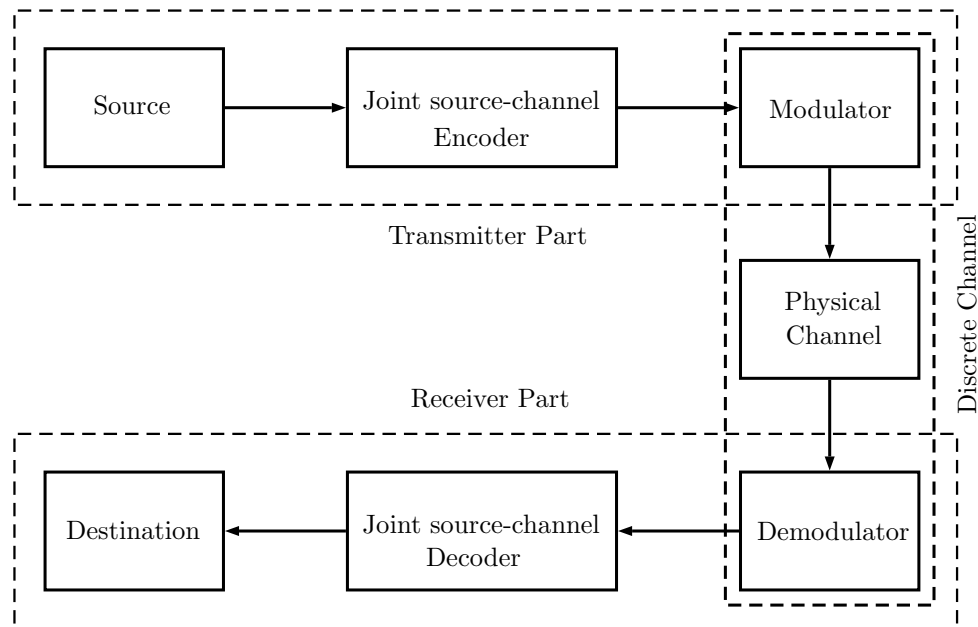 Source
Joint source-channel
Encoder
Modulator
Transmitter Part
Physical
Channel
Discrete Channel
Receiver Part
Destination
Joint source-channel
Decoder
Demodulator